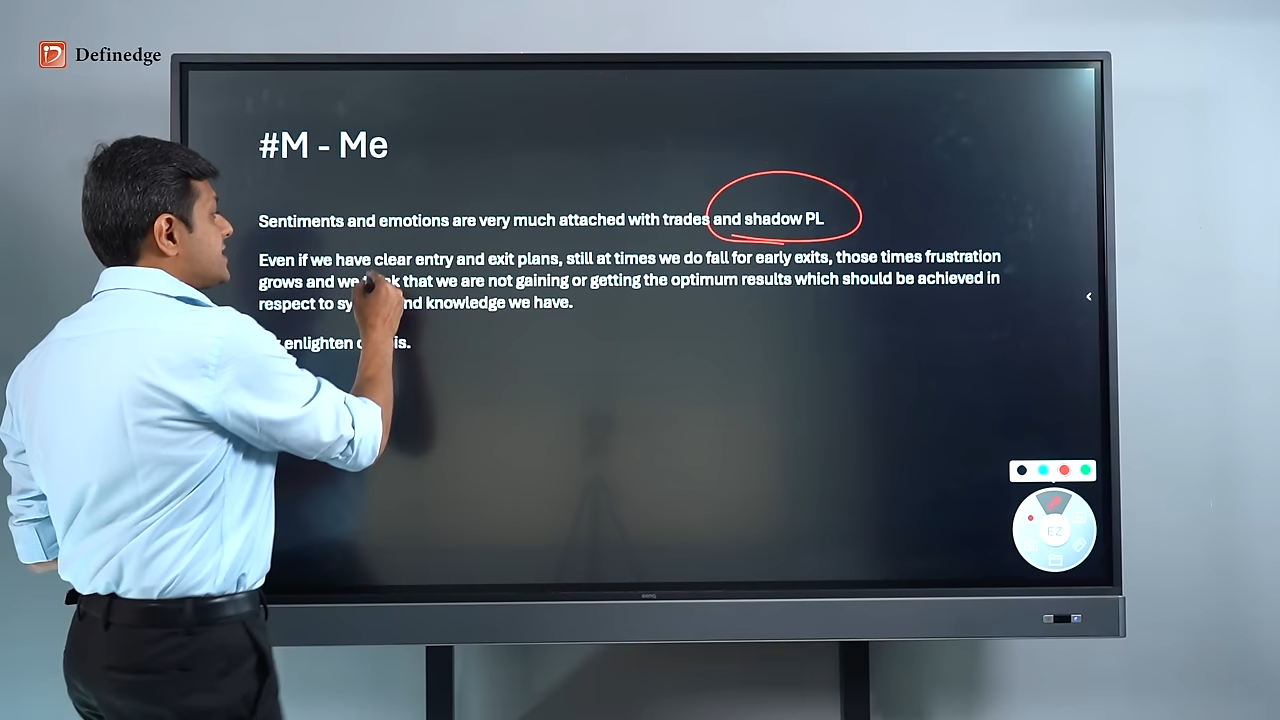 Definedge
#M - Me
Sentiments and emotions are very much attached with trades and shadow PL
Even if we have clear entry and exit plans, still at times we do fall for early exits, those times frustration
grows and we that we are not gaining or getting the optimum results which should be achieved in
respect to and knowledge we have.
enlighten
EZ
BenQ